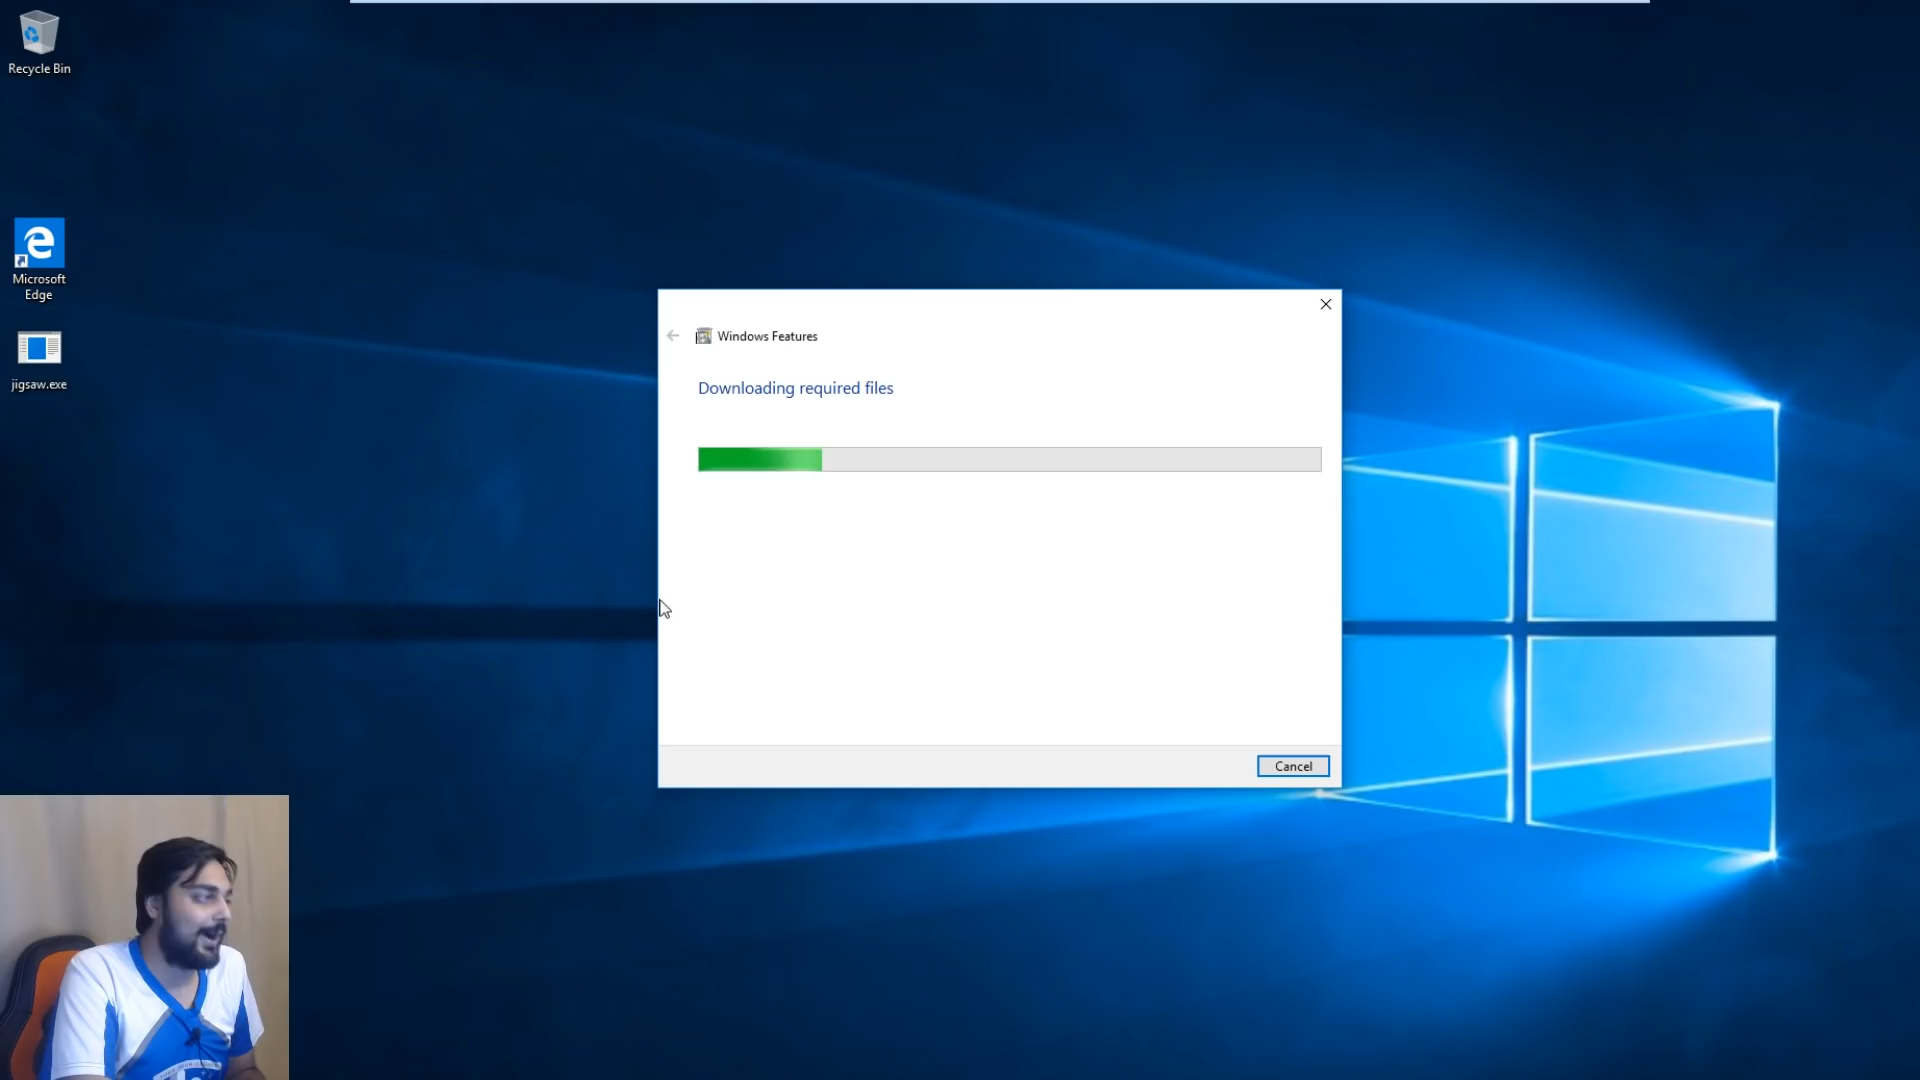 Recycle Bin
Microsoft
Edge
jigsaw.exe
Windows Features
Downloading required files
Cancel